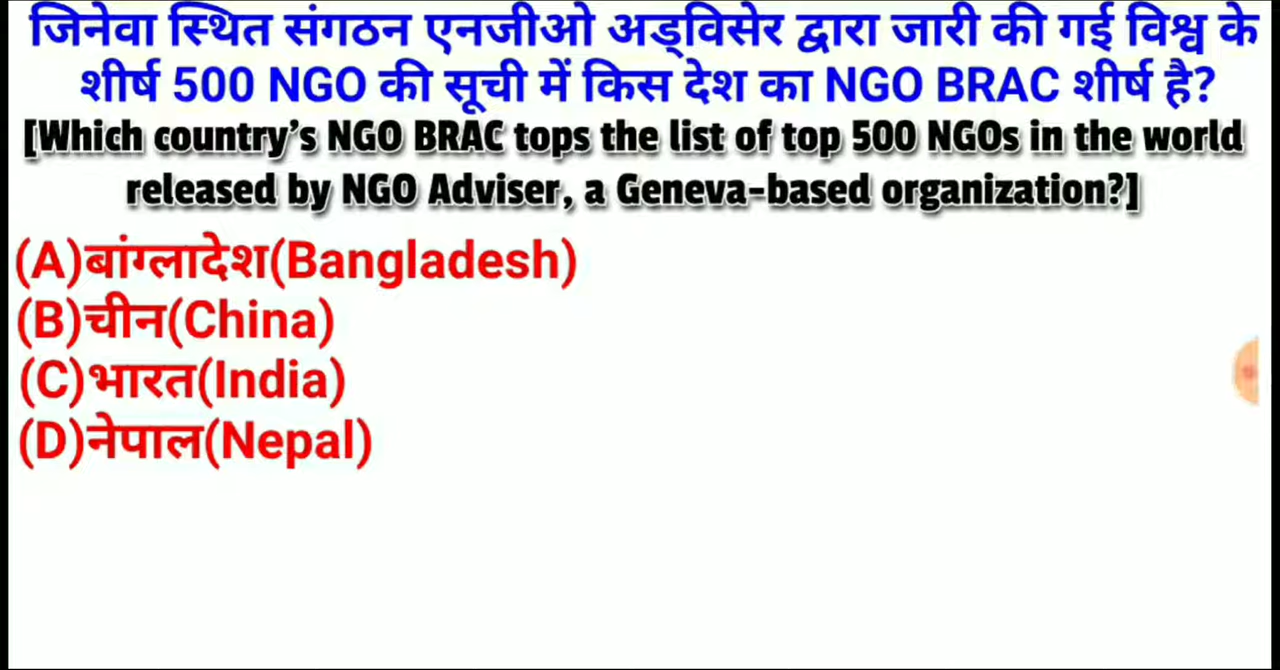 जिनेवा स्थित संगठन एनजीओ अड्विसेर द्वारा जारी की गई विश्व के
शीर्ष 500 NGO की सूची में किस देश का NGO BRAC शीर्ष है?
[Which country’s NGO BRAC tops the list of top 500 NGOs in the world
released by NGO Adviser, a Geneva-based organization?]
(A)बांग्लादेश(Bangladesh)
(B)चीन(China)
(C)भारत(India)
(D)नेपाल(Nepal)